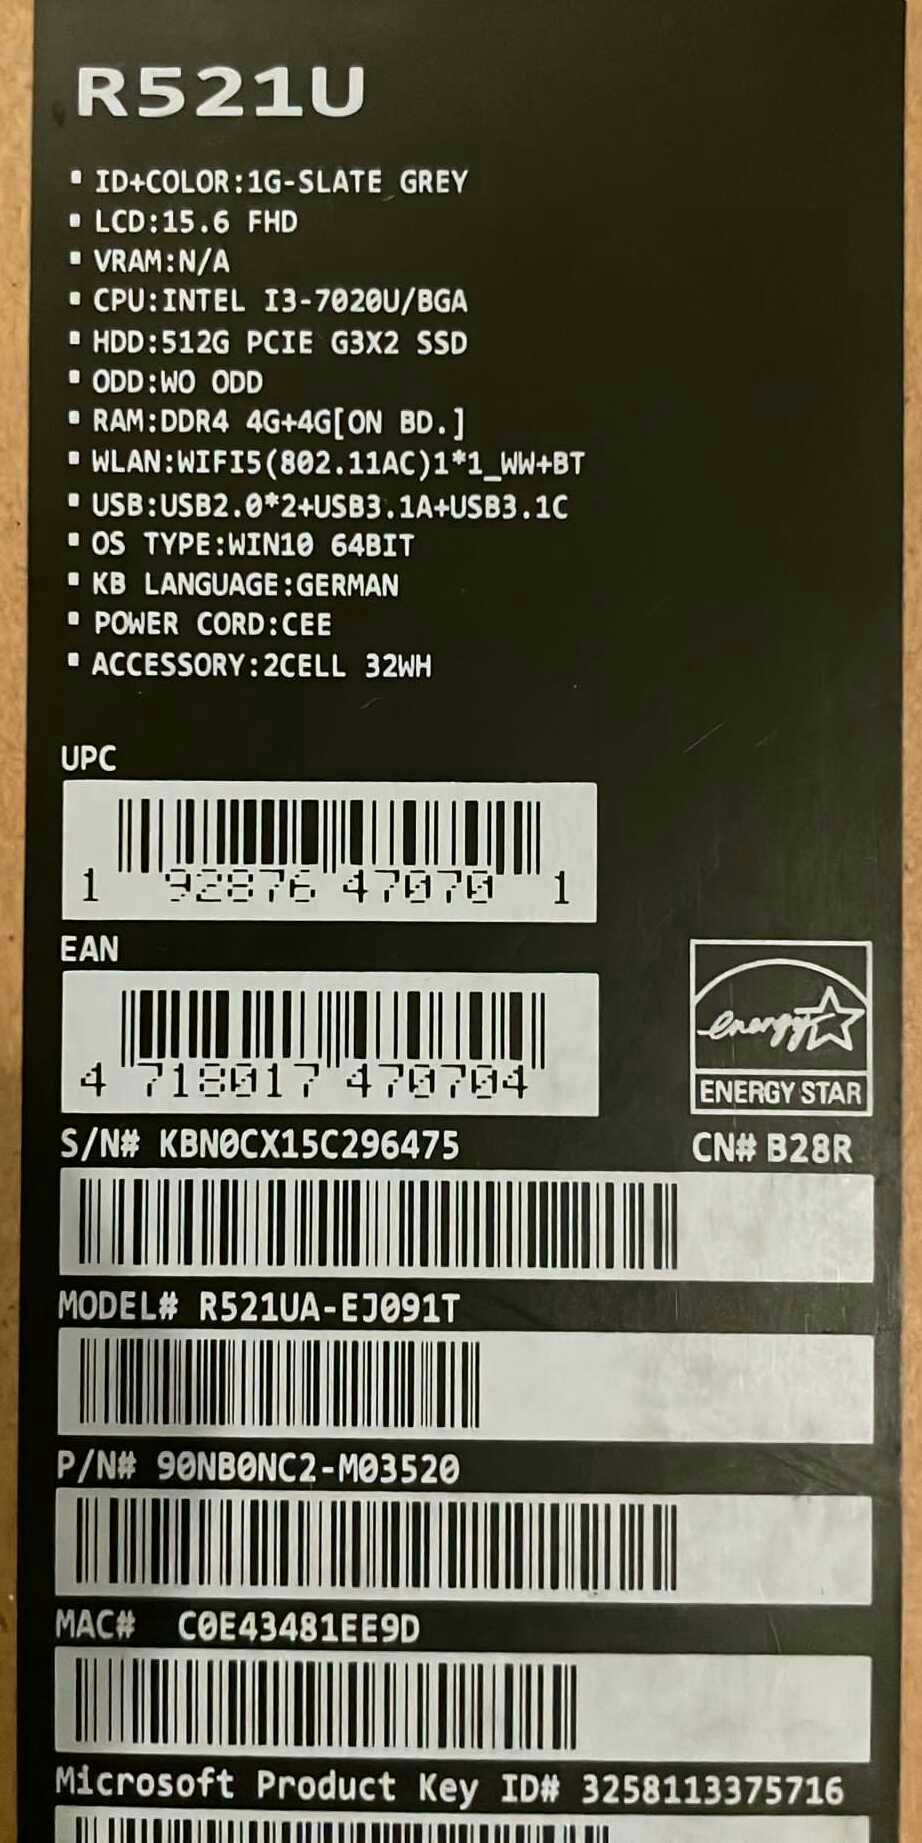 R521U
▪ ID+COLOR:1G-SLATE GREY
▪ LCD:15.6 FHD
▪ VRAM:N/A
▪ CPU:INTEL I3-7020U/BGA
▪ HDD:512G PCIE G3X2 SSD
▪ ODD:WO ODD
▪ RAM:DDR4 4G+4G[ON BD.]
▪ WLAN:WIFI5(802.11AC)1*1_WW+BT
▪ USB:USB2.0*2+USB3.1A+USB3.1C
▪ OS TYPE:WIN10 64BIT
▪ KB LANGUAGE:GERMAN
▪ POWER CORD:CEE
▪ ACCESSORY:2CELL 32WH
UPC
1 92876 47070 1
EAN
4 718017 470704
energy
ENERGY STAR
S/N# KBN0CX15C296475 CN# B28R
MODEL# R521UA-EJ091T
P/N# 90NB0NC2-M03520
MAC# C0E43481EE9D
Microsoft Product Key ID# 3258113375716